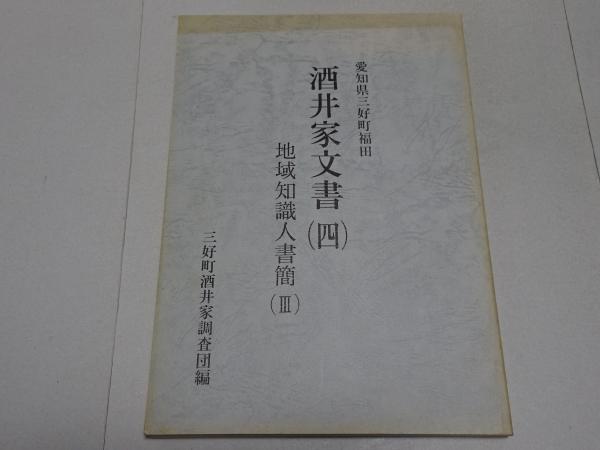 愛知県三好町福田
酒井家文書(四)
地域知識人書簡(Ⅲ)
三好町酒井家調査団編